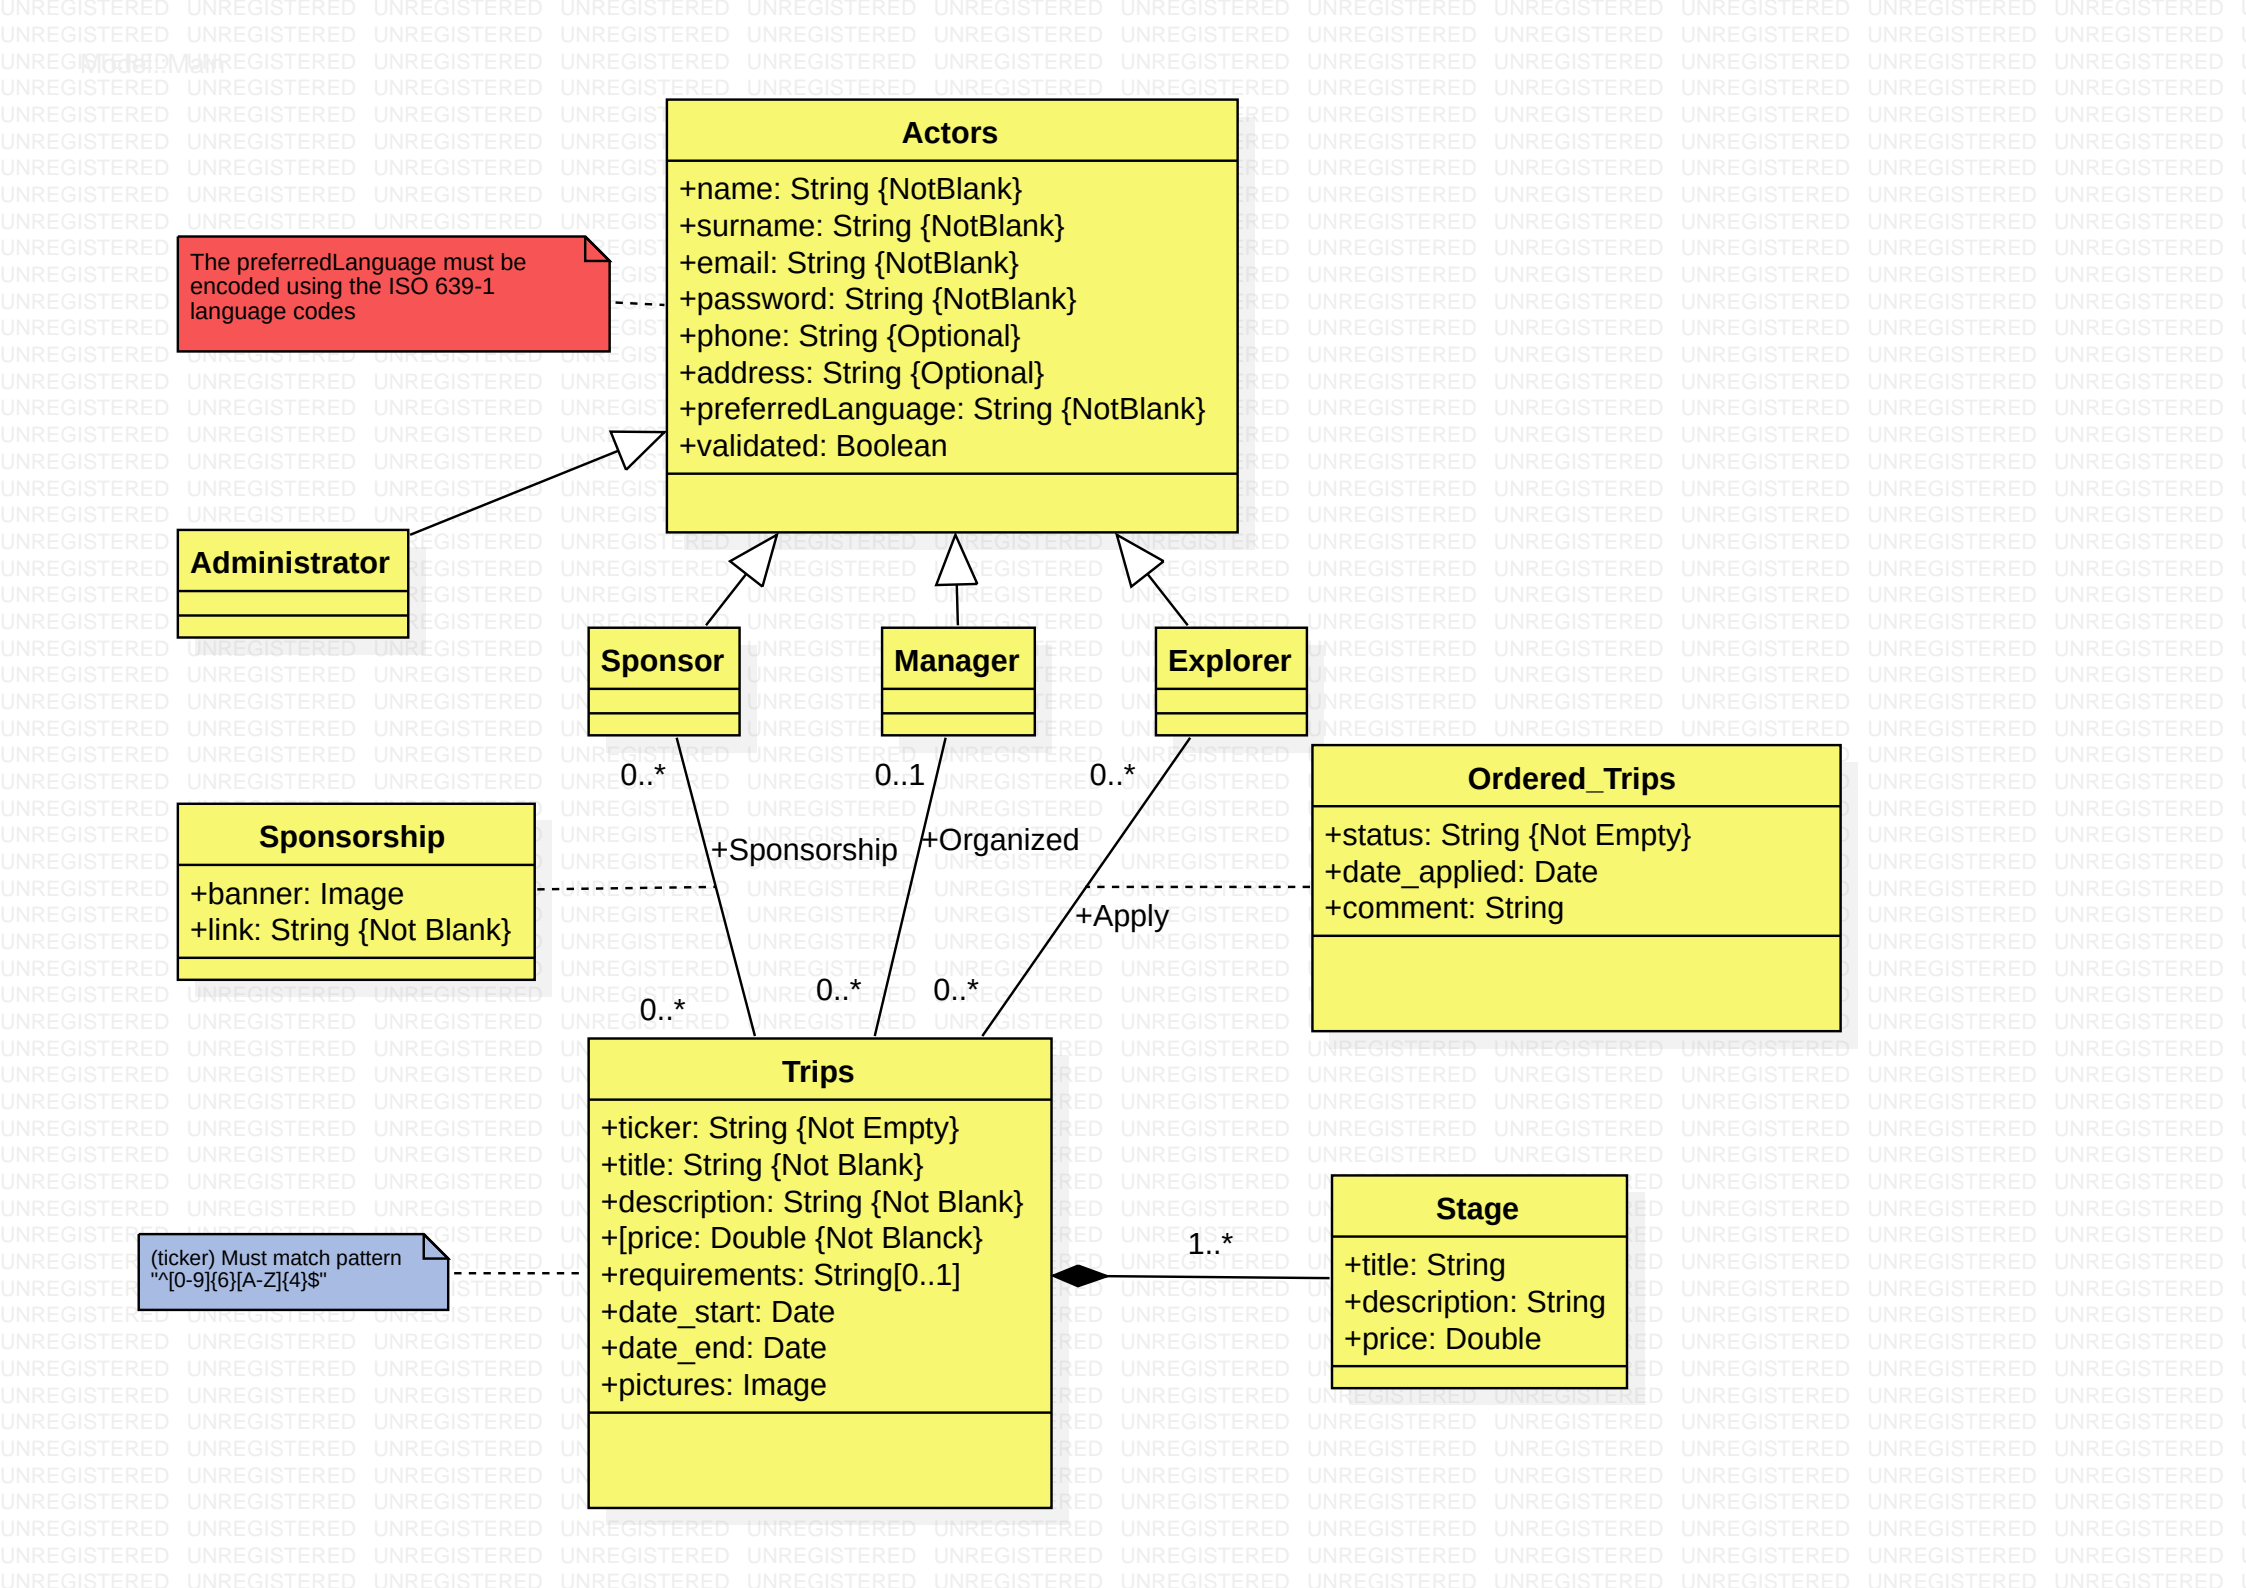 Model::Main
Actors
+name: String {NotBlank}
+surname: String {NotBlank}
+email: String {NotBlank}
+password: String {NotBlank}
+phone: String {Optional}
+address: String {Optional}
+preferredLanguage: String {NotBlank}
+validated: Boolean
The preferredLanguage must be
encoded using the ISO 639-1
language codes
Administrator
Sponsor
Manager
Explorer
0..*
0..1
0..*
Ordered_Trips
+status: String {Not Empty}
+date_applied: Date
+comment: String
Sponsorship
+banner: Image
+link: String {Not Blank}
+Sponsorship
+Organized
+Apply
0..*
0..*
0..*
Trips
+ticker: String {Not Empty}
+title: String {Not Blank}
+description: String {Not Blank}
+[price: Double {Not Blanck}
+requirements: String[0..1]
+date_start: Date
+date_end: Date
+pictures: Image
(ticker) Must match pattern
"^[0-9]{6}[A-Z]{4}$"
1..*
Stage
+title: String
+description: String
+price: Double
UNREGISTERED